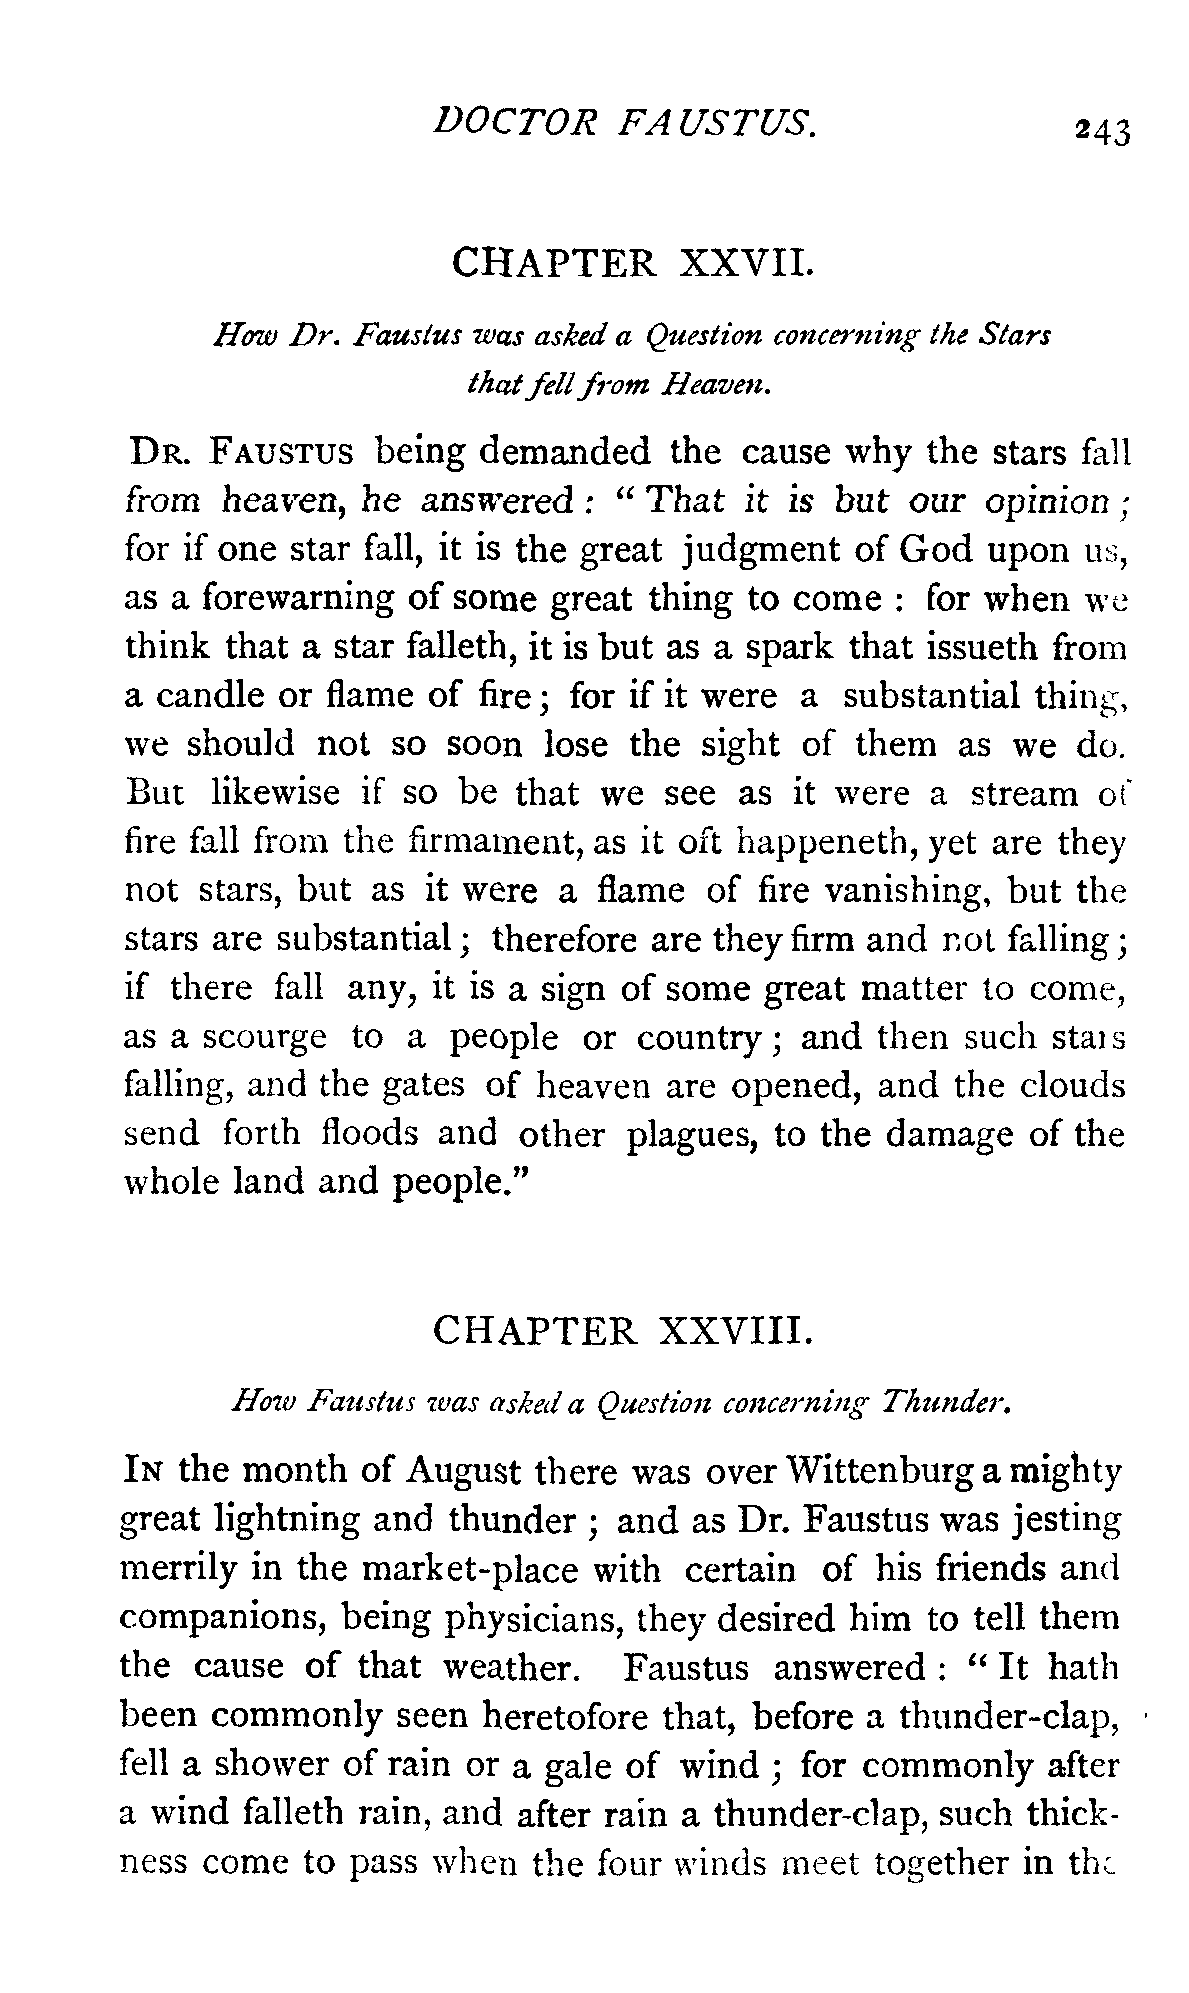 DOCTOR FAUSTUS. 243
CHAPTER XXVII.
How Dr. Faustus was asked a Question concerning the Stars
that fell from Heaven.
DR. FAUSTUS being demanded the cause why the stars fall
from heaven, he answered : “ That it is but our opinion ;
for if one star fall, it is the great judgment of God upon us,
as a forewarning of some great thing to come : for when we
think that a star falleth, it is but as a spark that issueth from
a candle or flame of fire ; for if it were a substantial thing,
we should not so soon lose the sight of them as we do.
But likewise if so be that we see as it were a stream of
fire fall from the firmament, as it oft happeneth, yet are they
not stars, but as it were a flame of fire vanishing, but the
stars are substantial ; therefore are they firm and not falling ;
if there fall any, it is a sign of some great matter to come,
as a scourge to a people or country ; and then such stars
falling, and the gates of heaven are opened, and the clouds
send forth floods and other plagues, to the damage of the
whole land and people.”
CHAPTER XXVIII.
How Faustus was asked a Question concerning Thunder.
IN the month of August there was over Wittenburg a mighty
great lightning and thunder ; and as Dr. Faustus was jesting
merrily in the market-place with certain of his friends and
companions, being physicians, they desired him to tell them
the cause of that weather. Faustus answered : “ It hath
been commonly seen heretofore that, before a thunder-clap,
fell a shower of rain or a gale of wind ; for commonly after
a wind falleth rain, and after rain a thunder-clap, such thick-
ness come to pass when the four winds meet together in the